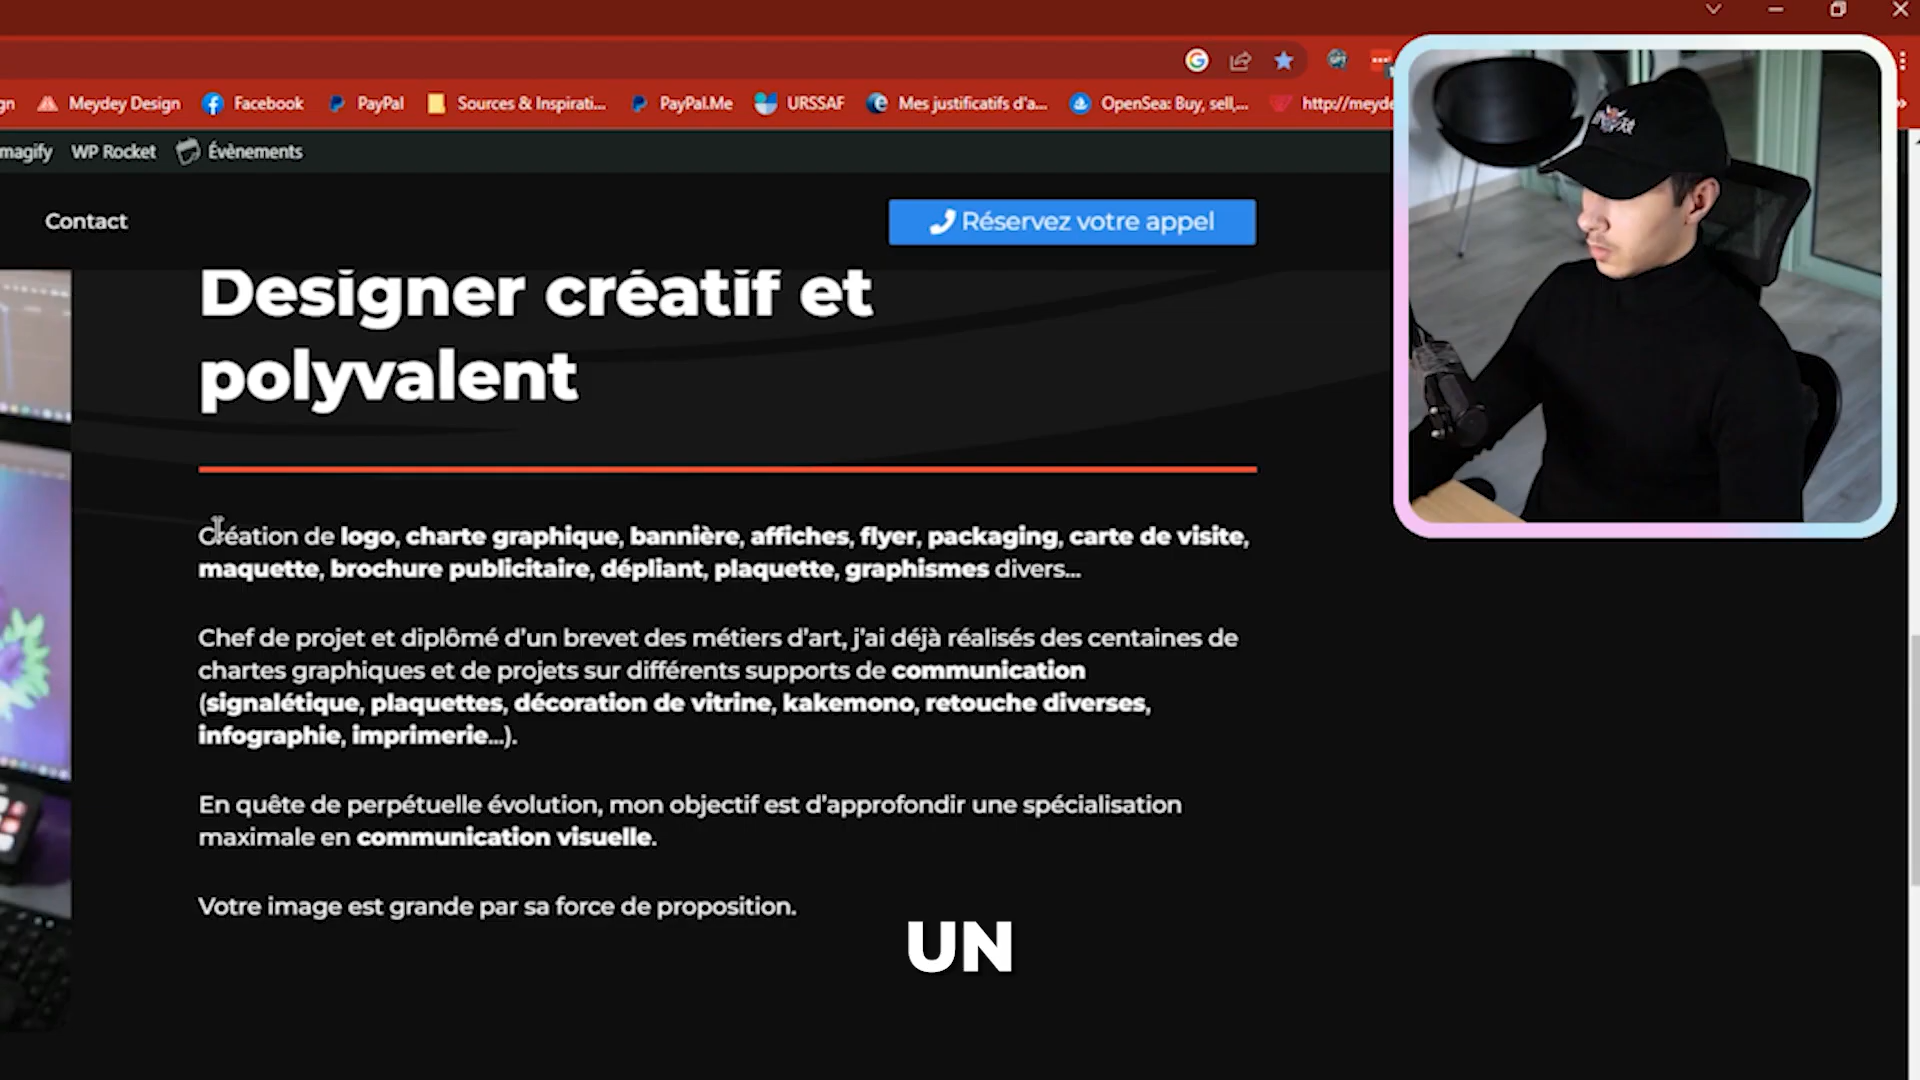 gn Meydey Design Facebook PayPal Sources & Inspirati... PayPal.Me URSSAF Mes justificatifs d'a... OpenSea: Buy, sell,... http://meyde
magify WP Rocket Évènements
Contact Réservez votre appel
Designer créatif et
polyvalent
Création de logo, charte graphique, bannière, affiches, flyer, packaging, carte de visite,
maquette, brochure publicitaire, dépliant, plaquette, graphismes divers...
Chef de projet et diplômé d'un brevet des métiers d'art, j'ai déjà réalisés des centaines de
chartes graphiques et de projets sur différents supports de communication
(signalétique, plaquettes, décoration de vitrine, kakemono, retouche diverses,
infographie, imprimerie...).
En quête de perpétuelle évolution, mon objectif est d'approfondir une spécialisation
maximale en communication visuelle.
Votre image est grande par sa force de proposition.
UN